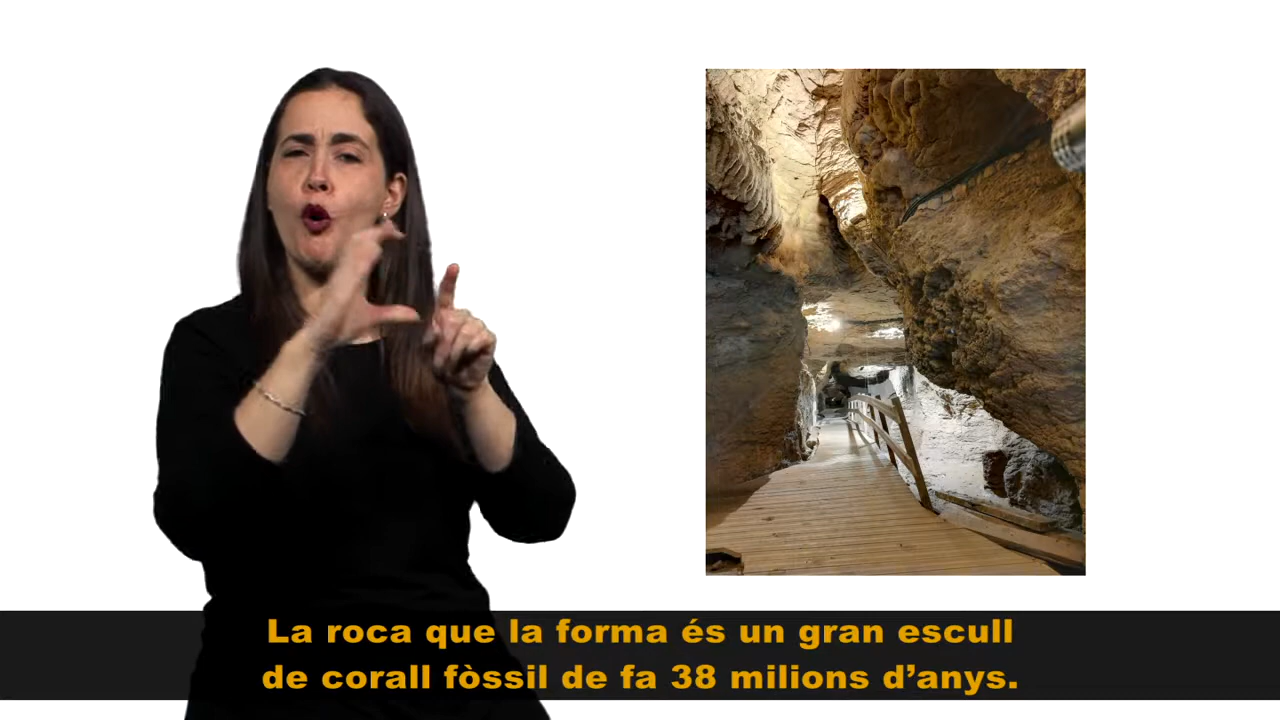 La roca que la forma és un gran escull
de corall fòssil de fa 38 milions d’anys.